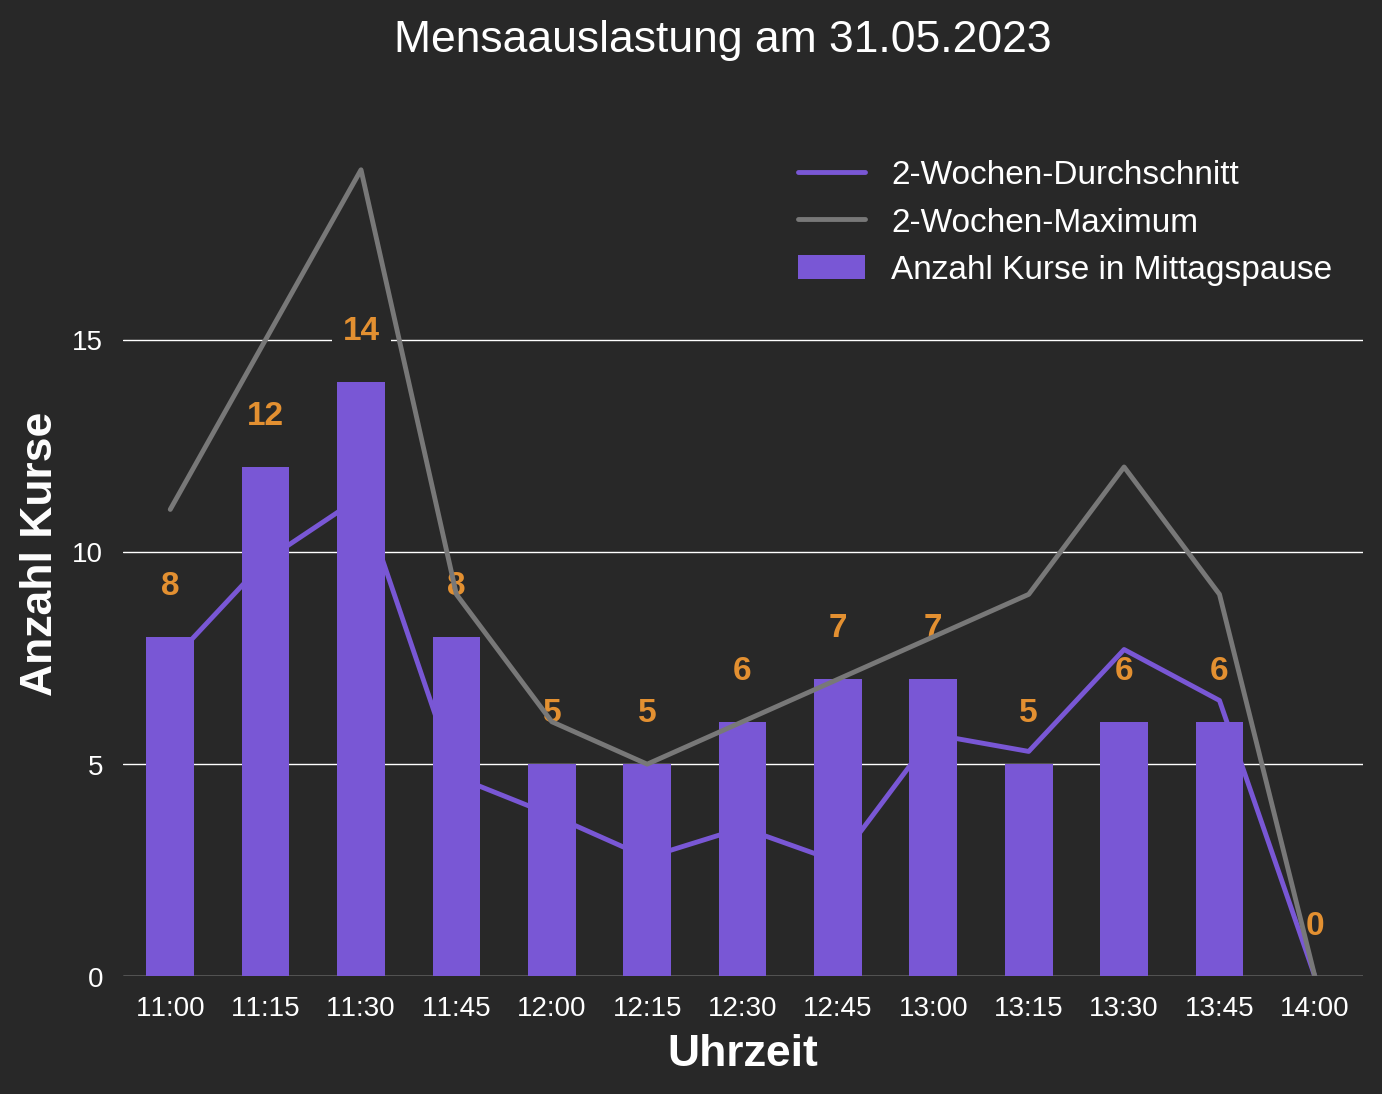 Mensaauslastung am 31.05.2023
2-Wochen-Durchschnitt
2-Wochen-Maximum
Anzahl Kurse in Mittagspause
Anzahl Kurse
15
10
5
0
8
12
14
8
5
5
6
7
7
5
6
6
0
11:00 11:15 11:30 11:45 12:00 12:15 12:30 12:45 13:00 13:15 13:30 13:45 14:00
Uhrzeit